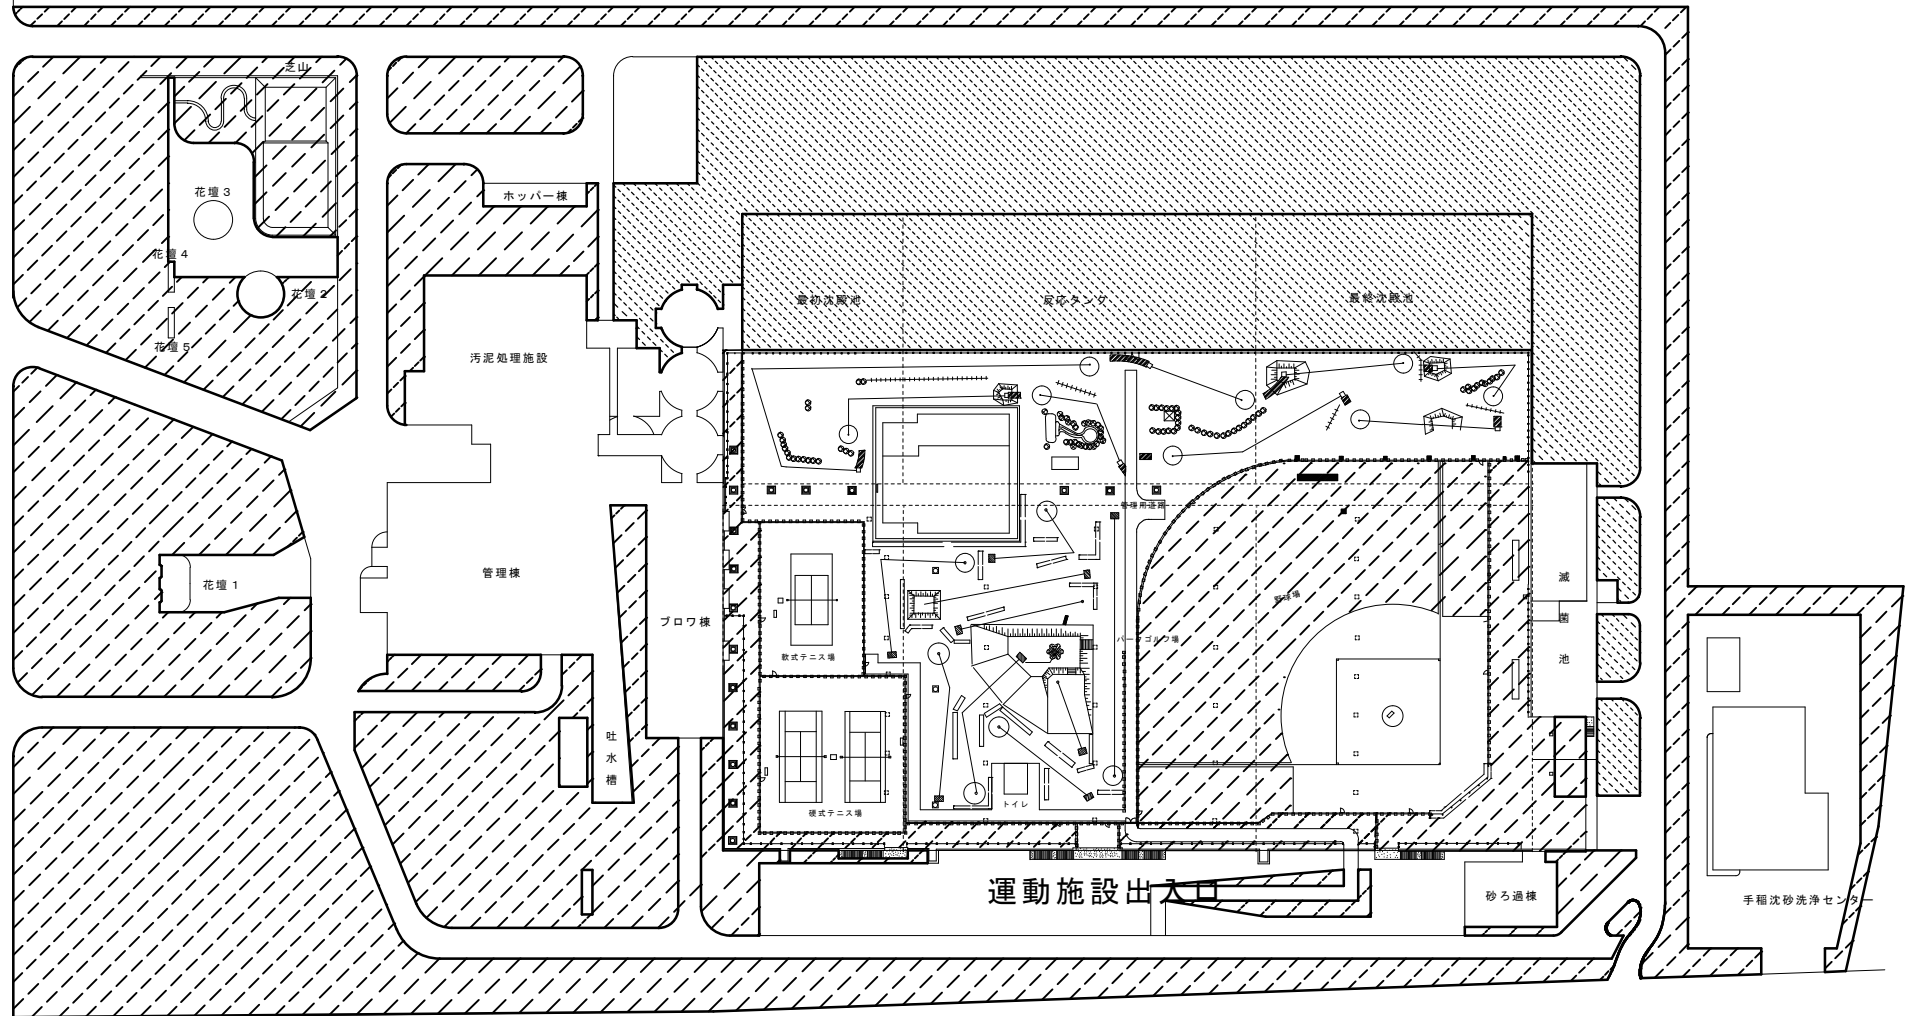 芝山
花壇３
ホッパー棟
花壇４
花壇２
最初沈殿池
反応タンク
最終沈殿池
花壇５
汚泥処理施設
管理用道路
花壇１
管理棟
滅菌池
野球場
ブロワ棟
パークゴルフ場
軟式テニス場
吐水槽
トイレ
硬式テニス場
運動施設出入口
砂ろ過棟
手稲沈砂洗浄センター